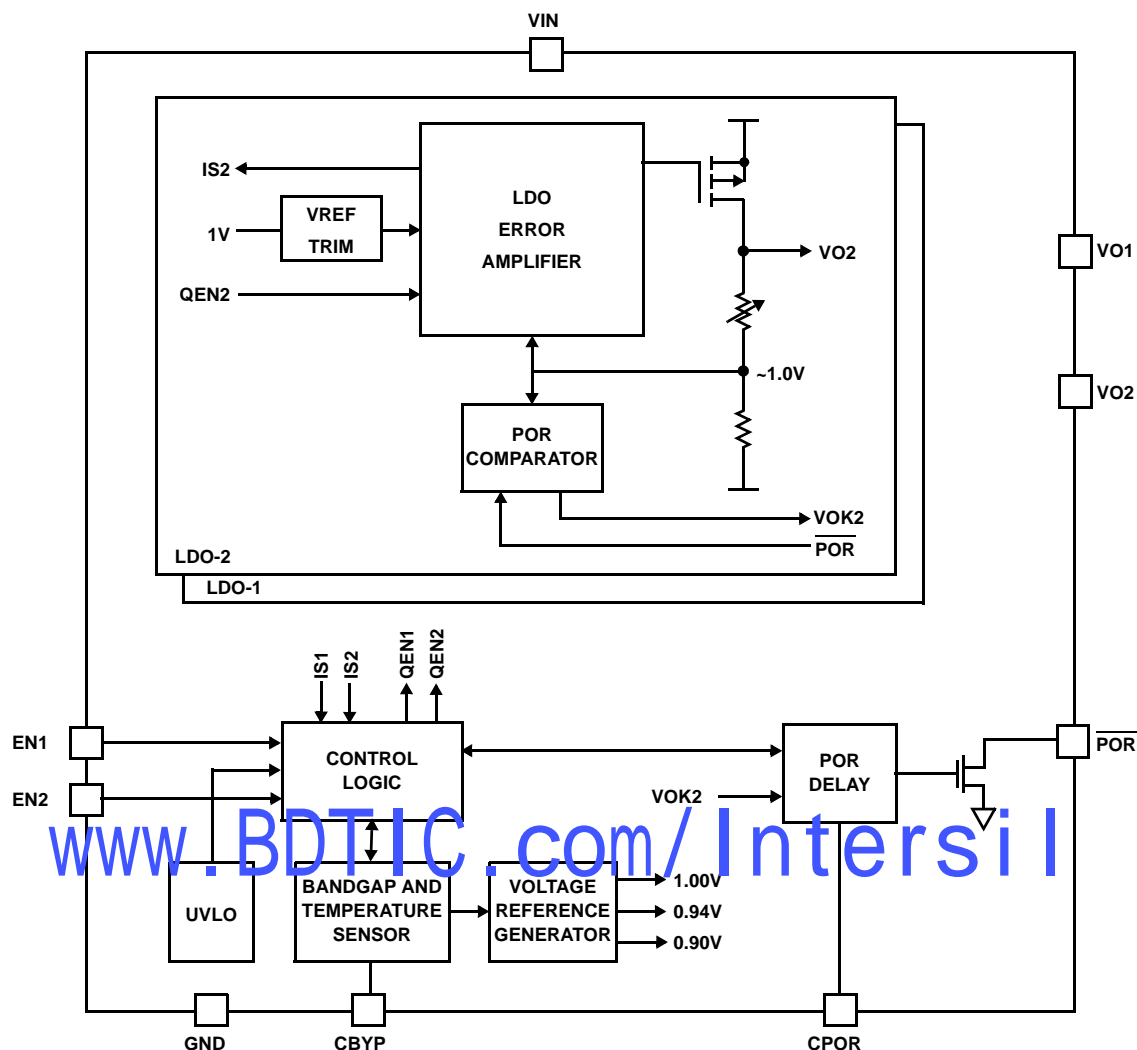 VIN
IS2
1V
QEN2
VREF
TRIM
LDO
ERROR
AMPLIFIER
VO2
~1.0V
POR
COMPARATOR
VOK2
POR
LDO-2
LDO-1
VO1
VO2
IS1
IS2
QEN1
QEN2
EN1
EN2
CONTROL
LOGIC
POR
DELAY
VOK2
POR
www.BDTIC.com/Intersil
UVLO
BANDGAP AND
TEMPERATURE
SENSOR
VOLTAGE
REFERENCE
GENERATOR
1.00V
0.94V
0.90V
GND
CBYP
CPOR